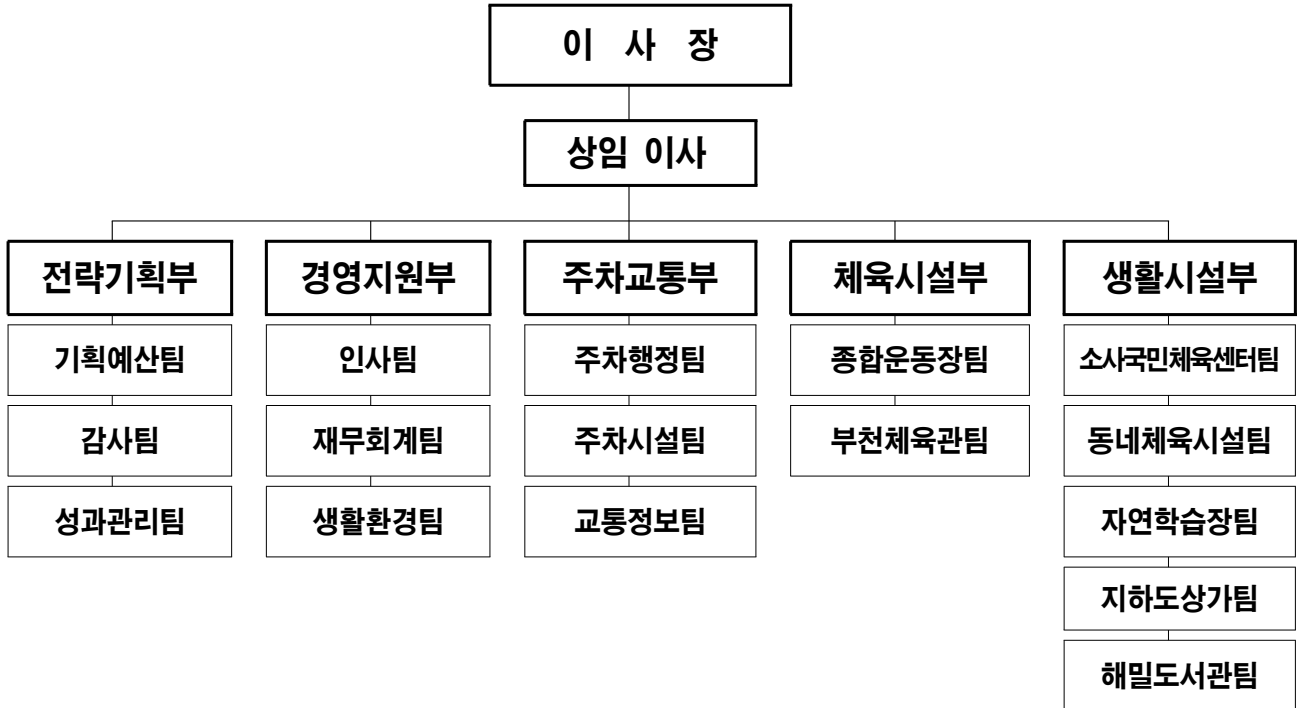 이 사 장
상임 이사
전략기획부 경영지원부 주차교통부 체육시설부 생활시설부
기획예산팀 인사팀 주차행정팀 종합운동장팀 소사국민체육센터팀
감사팀 재무회계팀 주차시설팀 부천체육관팀 동네체육시설팀
성과관리팀 생활환경팀 교통정보팀 자연학습장팀
지하도상가팀
해밀도서관팀